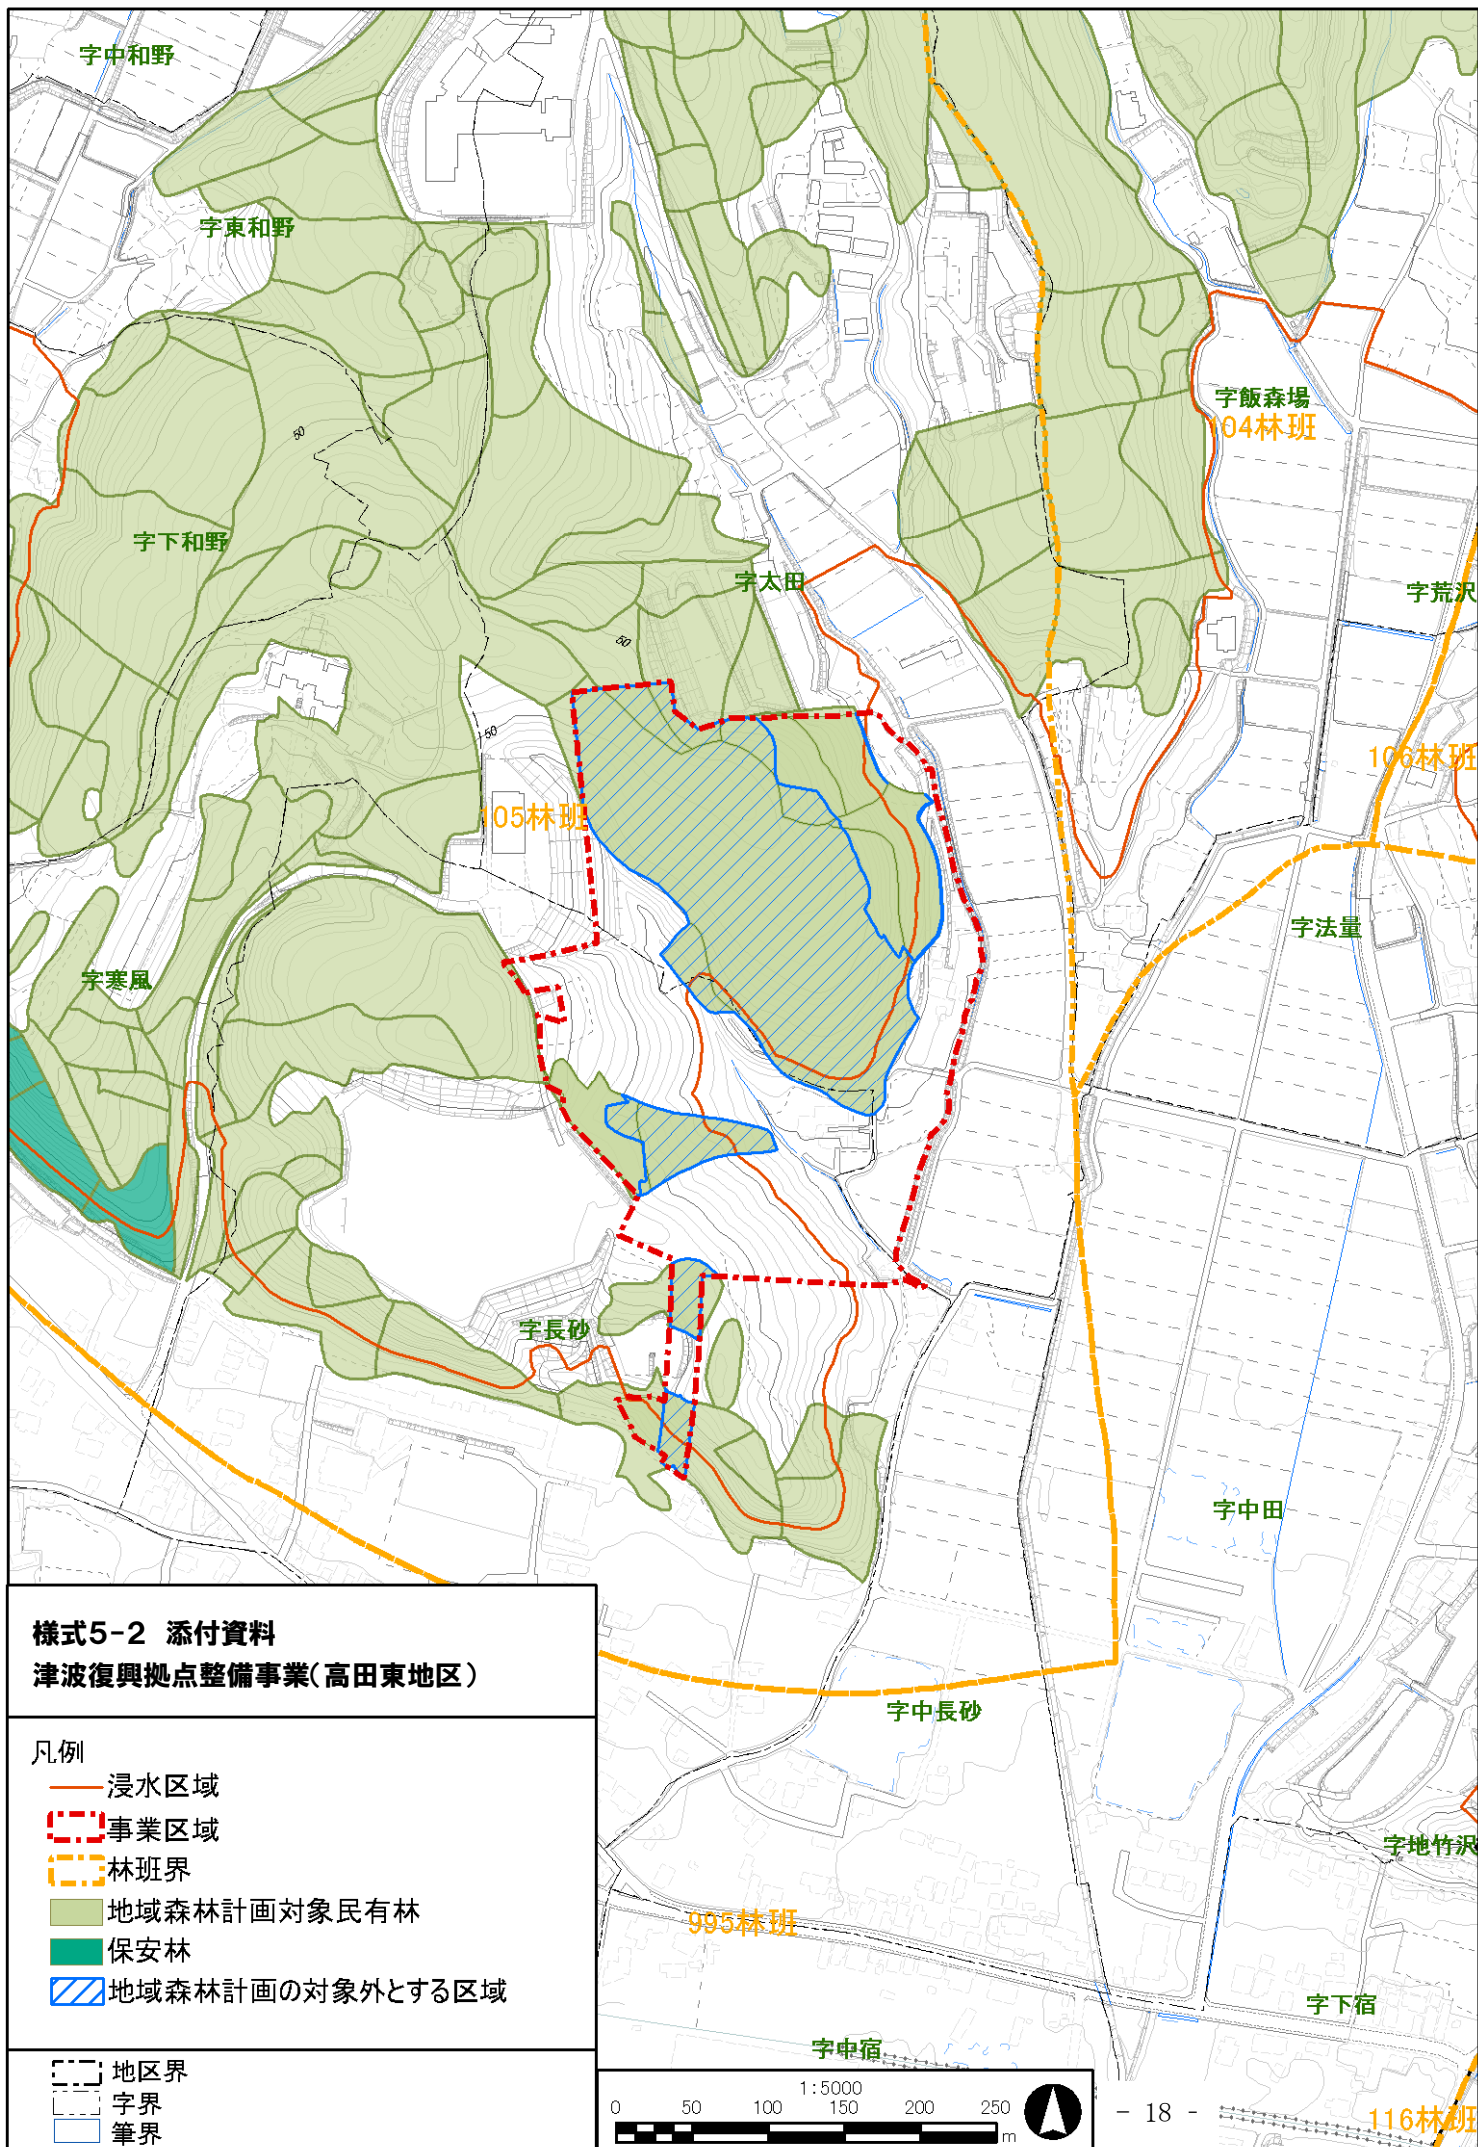 字中和野
字東和野
50
字飯森場
104林班
字下和野
字太田
字荒沢
50
50
106林班
105林班
字法量
字寒風
字長砂
字中田
様式5-2 添付資料
津波復興拠点整備事業(高田東地区)
字中長砂
凡例
浸水区域
事業区域
林班界
地域森林計画対象民有林
保安林
地域森林計画の対象外とする区域
字地竹沢
995林班
字下宿
字中宿
地区界
字界
筆界
1:5000
0 50 100 150 200 250
m
- 18 -
116林班